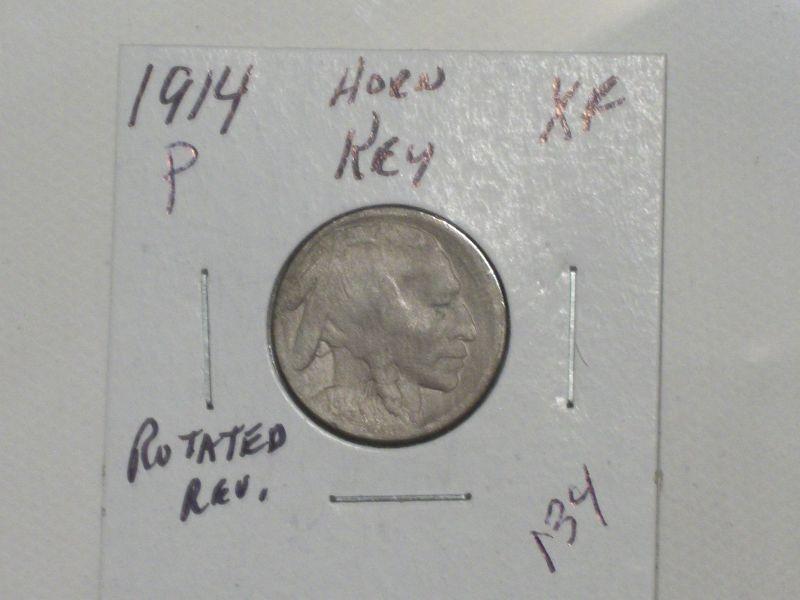 1914 HORN XF
P KEY
ROTATED
REV.
134